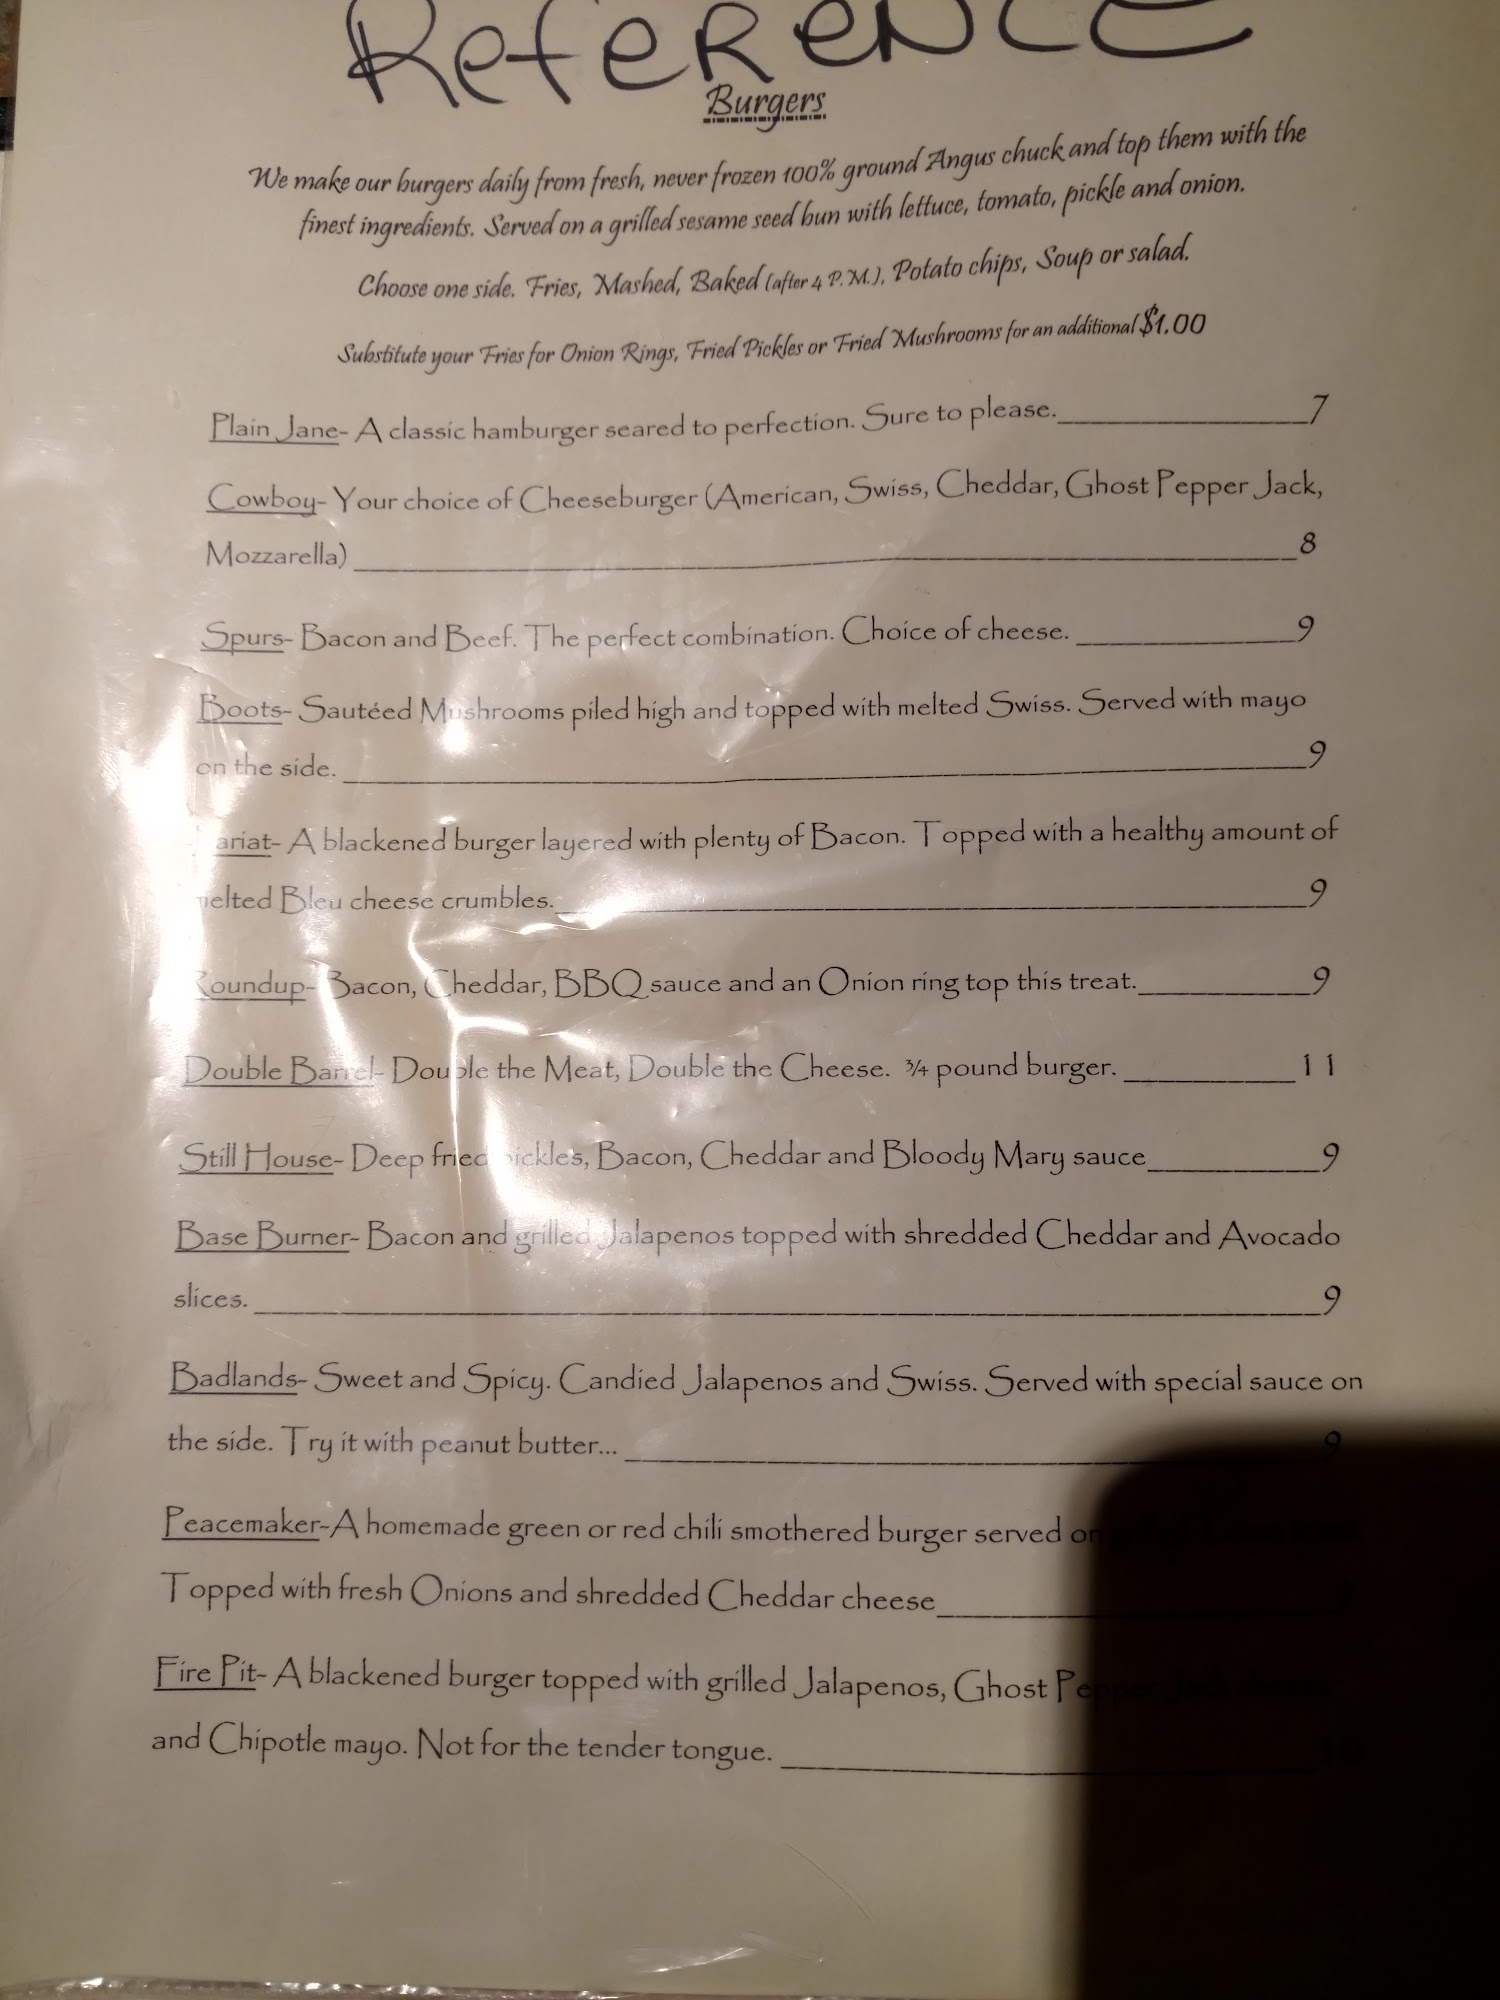 Reference
Burgers
We make our burgers daily from fresh, never frozen 100% ground Angus chuck and top them with the
finest ingredients. Served on a grilled sesame seed bun with lettuce, tomato, pickle and onion.
Choose one side. Fries, Mashed, Baked (after 4 P.M.), Potato chips, Soup or salad.
Substitute your Fries for Onion Rings, Fried Pickles or Fried Mushrooms for an additional $1.00
Plain Jane- A classic hamburger seared to perfection. Sure to please. 7
Cowboy- Your choice of Cheeseburger (American, Swiss, Cheddar, Ghost Pepper Jack,
Mozzarella) 8
Spurs- Bacon and Beef. The perfect combination. Choice of cheese. 9
Boots- Sautéed Mushrooms piled high and topped with melted Swiss. Served with mayo
on the side. 9
A blackened burger layered with plenty of Bacon. Topped with a healthy amount of
melted Bleu cheese crumbles. 9
Roundup- Bacon, Cheddar, BBQ sauce and an Onion ring top this treat. 9
Double Barrel- Double the Meat, Double the Cheese. ¾ pound burger. 11
Still House- Deep fried pickles, Bacon, Cheddar and Bloody Mary sauce 9
Base Burner- Bacon and grilled Jalapenos topped with shredded Cheddar and Avocado
slices. 9
Badlands- Sweet and Spicy. Candied Jalapenos and Swiss. Served with special sauce on
the side. Try it with peanut butter... 9
Peacemaker-A homemade green or red chili smothered burger served on
Topped with fresh Onions and shredded Cheddar cheese
Fire Pit- A blackened burger topped with grilled Jalapenos, Ghost Pepper Jack cheese
and Chipotle mayo. Not for the tender tongue. 10